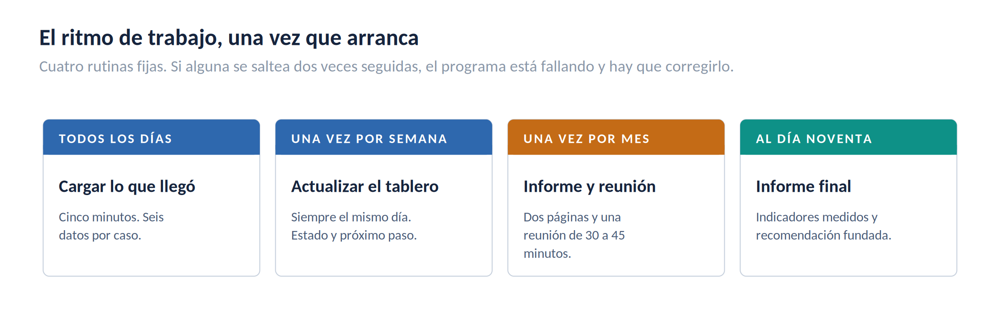 El ritmo de trabajo, una vez que arranca
Cuatro rutinas fijas. Si alguna se saltea dos veces seguidas, el programa está fallando y hay que corregirlo.
TODOS LOS DÍAS
Cargar lo que llegó
Cinco minutos. Seis
datos por caso.
UNA VEZ POR SEMANA
Actualizar el tablero
Siempre el mismo día.
Estado y próximo paso.
UNA VEZ POR MES
Informe y reunión
Dos páginas y una
reunión de 30 a 45
minutos.
AL DÍA NOVENTA
Informe final
Indicadores medidos y
recomendación fundada.